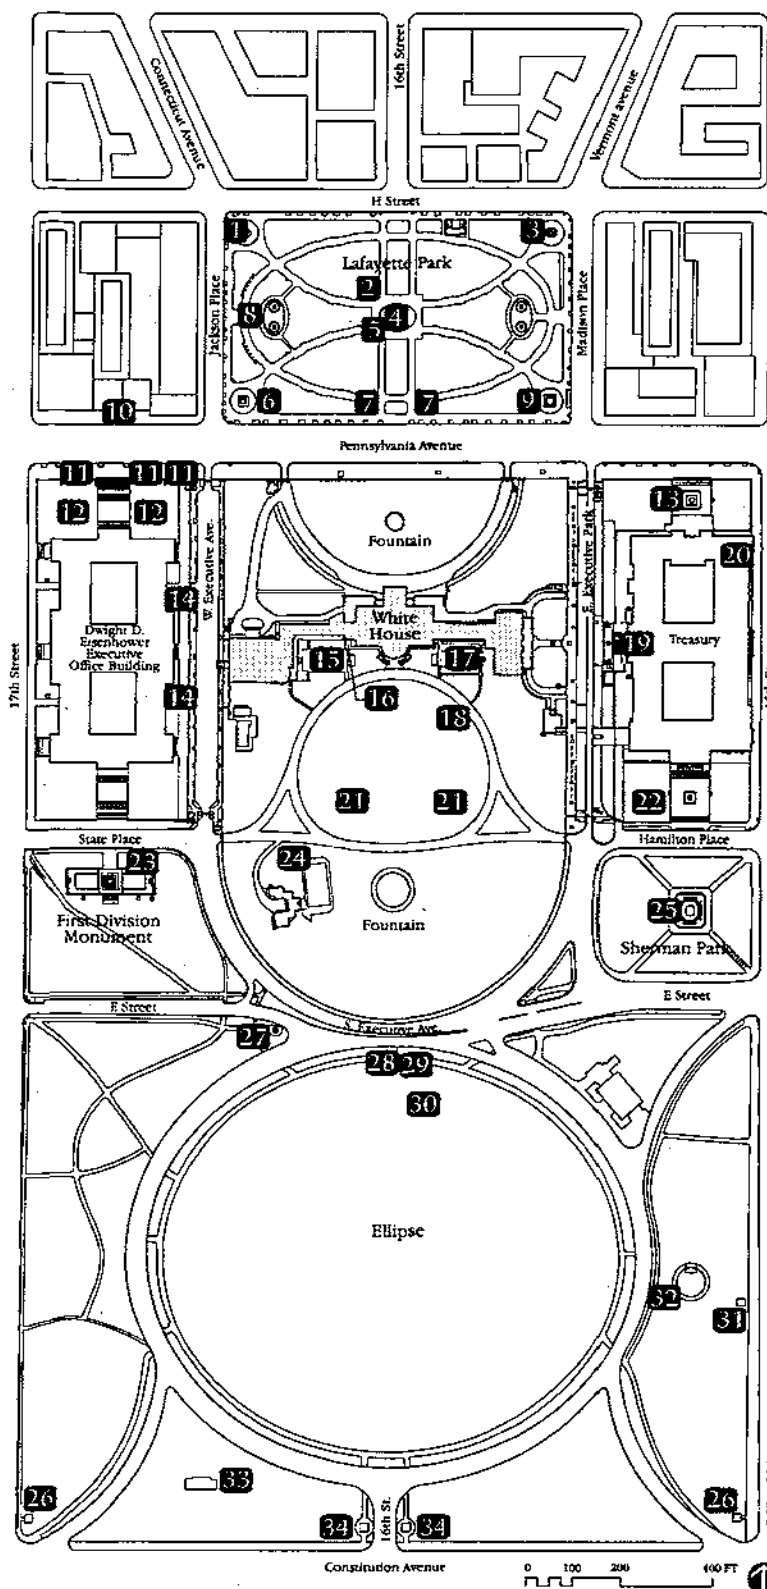 16th Street
Connecticut Avenue
Vermont avenue
H Street
1
3
Lafayette Park
2
Jackson Place
Madison Place
8
4
5
6
7
7
9
10
Pennsylvania Avenue
11
11
11
13
12
12
Fountain
W. Executive Ave.
E. Executive Park
20
14
White
House
Dwight D.
Eisenhower
Executive
Office Building
19
Treasury
15
17
17th Street
14
16
18
21
21
22
State Place
Hamilton Place
23
24
25
First Division
Monument
Fountain
Sherman Park
E Street
E Street
S. Executive Ave.
27
28
29
30
Ellipse
32
31
33
26
26
34
16th St.
34
Constitution Avenue
0 100 200 400 FT